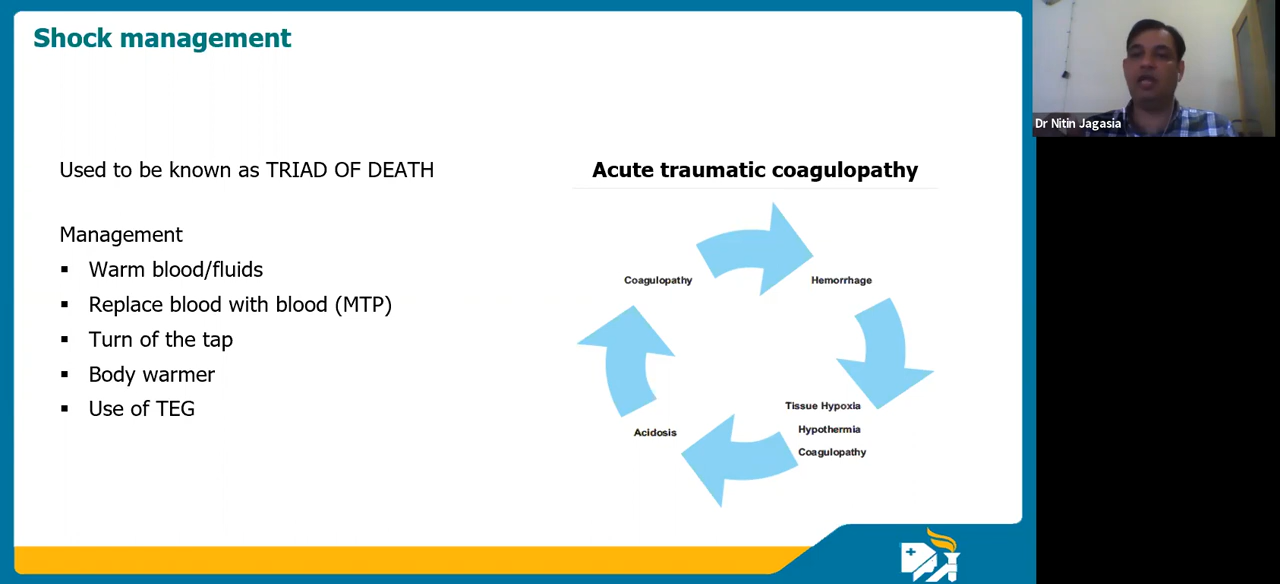 Shock management
Dr Nitin Jagasia
Used to be known as TRIAD OF DEATH
Management
▪ Warm blood/fluids
▪ Replace blood with blood (MTP)
▪ Turn of the tap
▪ Body warmer
▪ Use of TEG
Acute traumatic coagulopathy
Coagulopathy
Hemorrhage
Tissue Hypoxia
Hypothermia
Coagulopathy
Acidosis